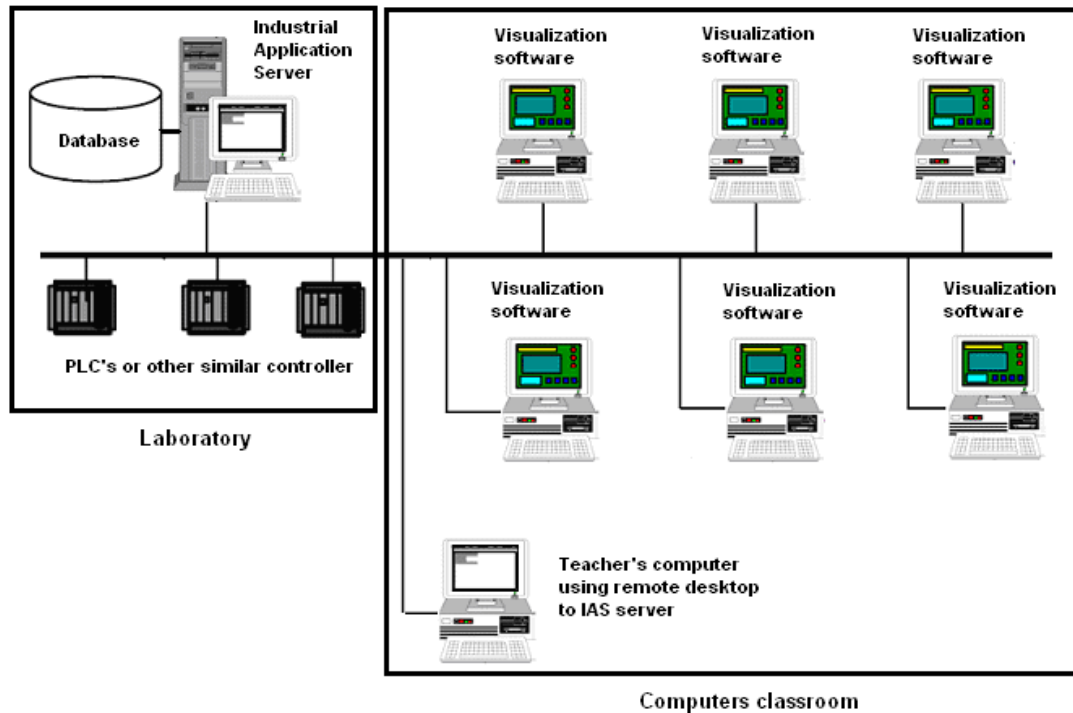 Industrial
Application
Server
Database
PLC's or other similar controller
Laboratory
Visualization
software
Visualization
software
Visualization
software
Visualization
software
Visualization
software
Visualization
software
Teacher's computer
using remote desktop
to IAS server
Computers classroom